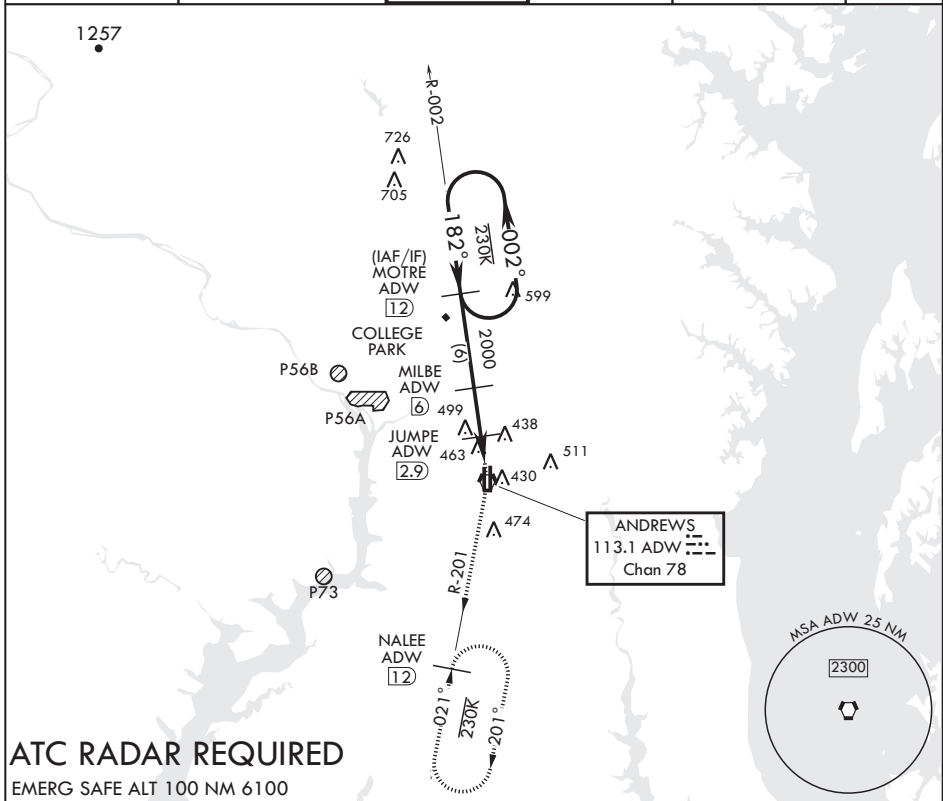 1257
R-002
726
705
182°
230K
002°
(IAF/IF)
MOTRE
ADW
12
599
COLLEGE
PARK
2000
(6)
P56B
MILBE
ADW
6
P56A
499
438
JUMPE
ADW
2.9
463
511
430
474
ANDREWS
113.1 ADW
Chan 78
R-201
P73
MSA ADW 25 NM
2300
NALEE
ADW
12
021°
230K
201°
ATC RADAR REQUIRED
EMERG SAFE ALT 100 NM 6100